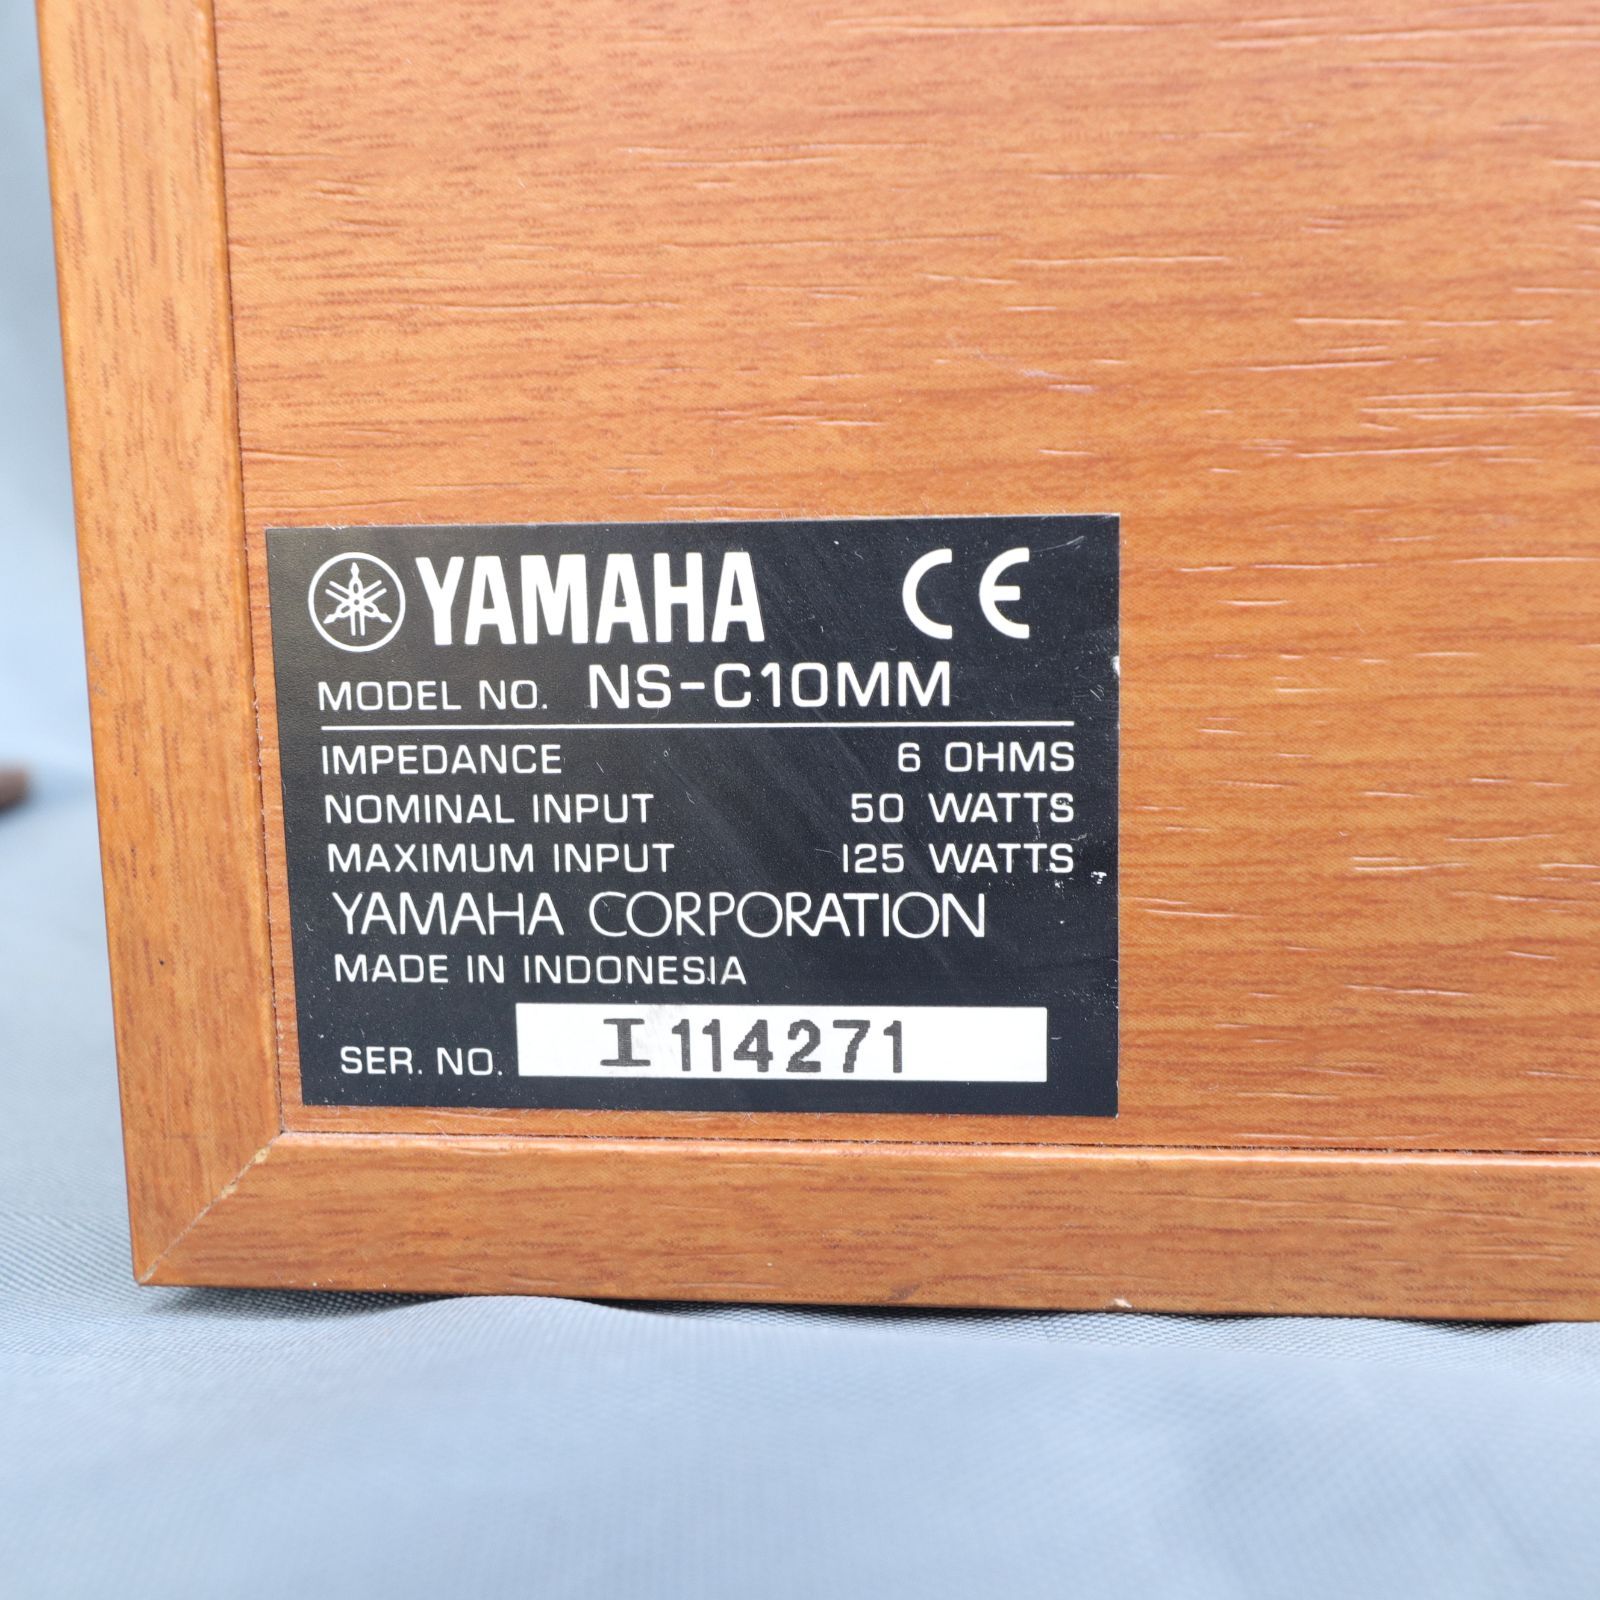 YAMAHA CE
MODEL NO. NS-C10MM
IMPEDANCE 6 OHMS
NOMINAL INPUT 50 WATTS
MAXIMUM INPUT 125 WATTS
YAMAHA CORPORATION
MADE IN INDONESIA
SER. NO. I 114271